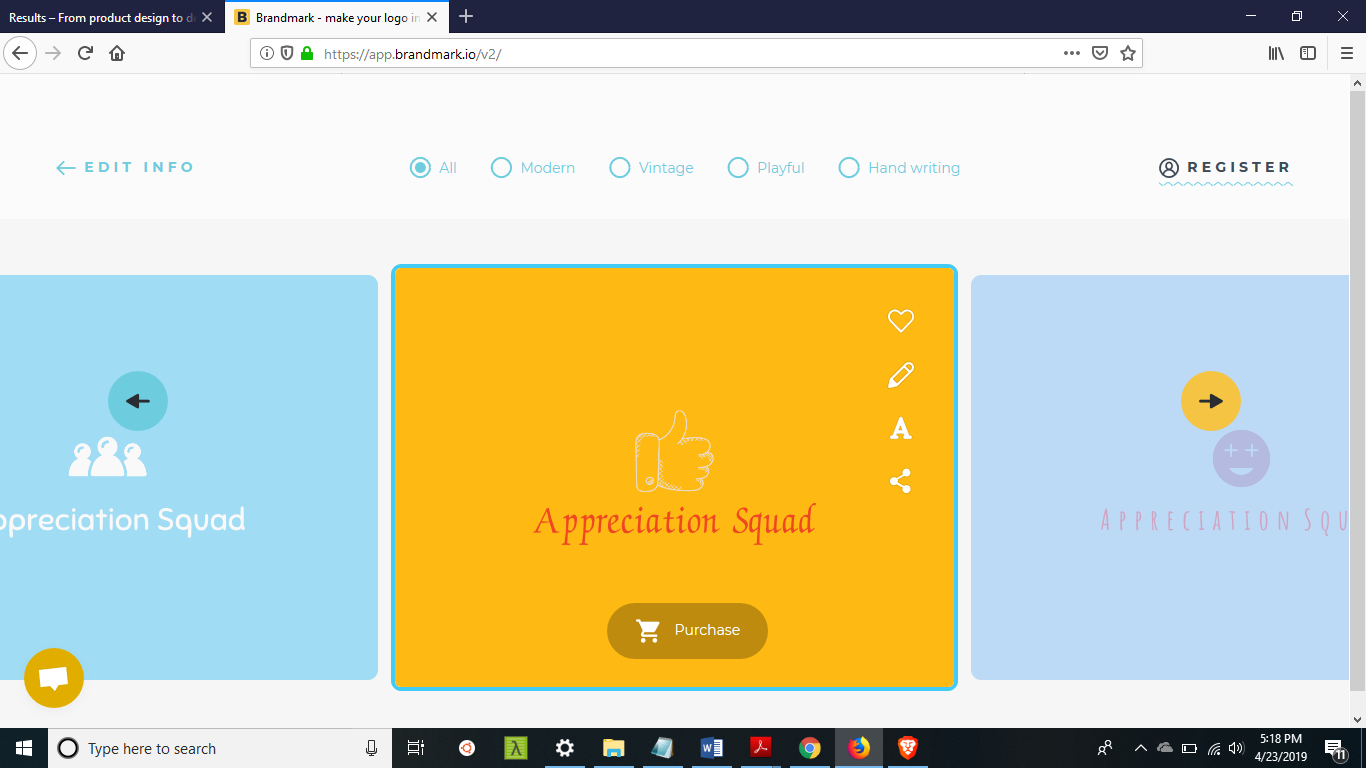 Results – From product design to d
Brandmark - make your logo in
https://app.brandmark.io/v2/
EDIT INFO
All
Modern
Vintage
Playful
Hand writing
REGISTER
ppreciation Squad
Appreciation Squad
Appreciation Squ
Purchase
Type here to search
5:18 PM
4/23/2019
11